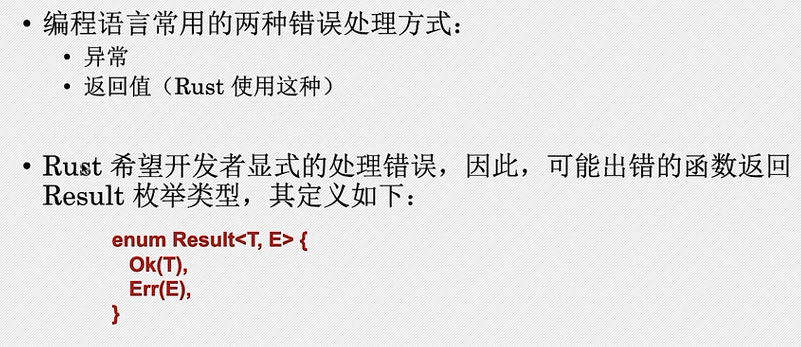 • 编程语言常用的两种错误处理方式：
• 异常
• 返回值（Rust 使用这种）
• Rust 希望开发者显式的处理错误，因此，可能出错的函数返回
Result 枚举类型，其定义如下：
enum Result<T, E> {
Ok(T),
Err(E),
}